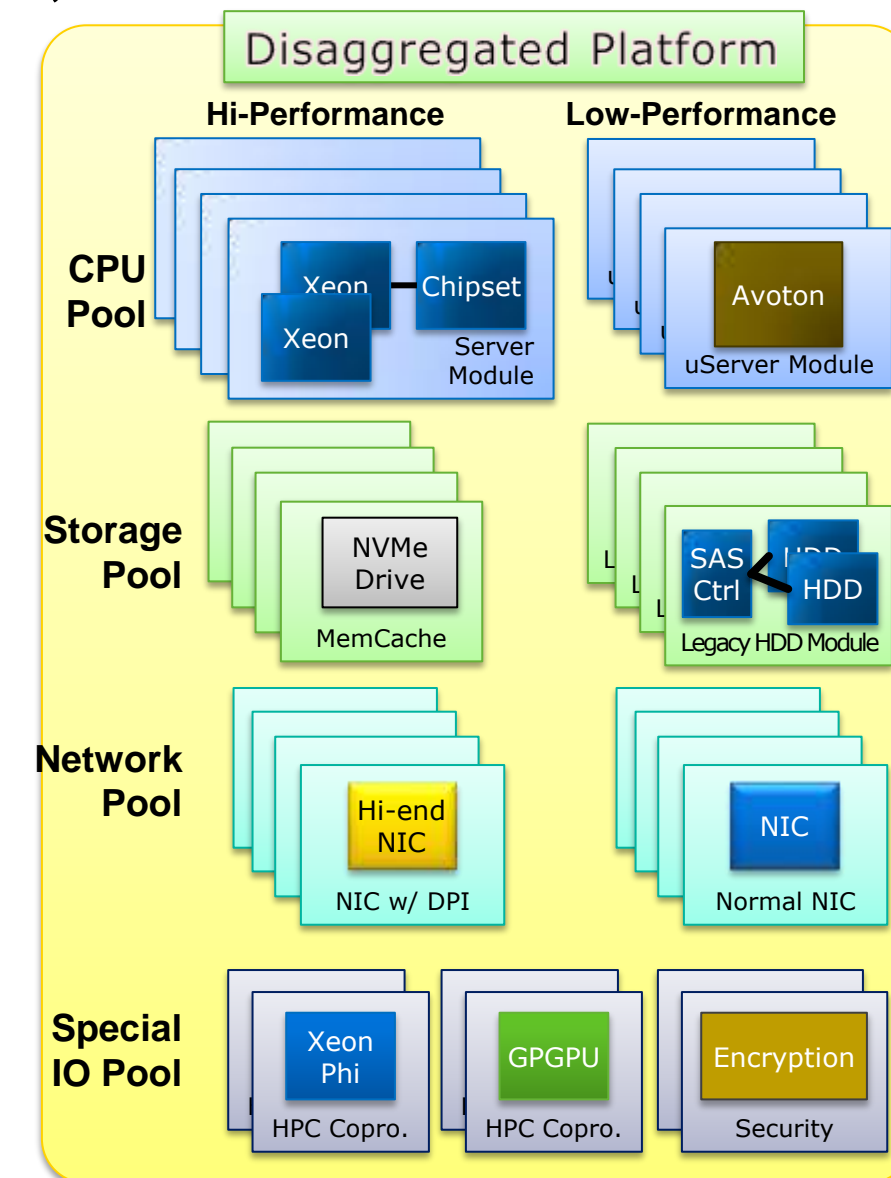 Disaggregated Platform
Hi-Performance
Low-Performance
CPU
Pool
Xeon
Chipset
Xeon
Server
Module
Avoton
uServer Module
Storage
Pool
NVMe
Drive
MemCache
SAS
Ctrl
HDD
HDD
Legacy HDD Module
Network
Pool
Hi-end
NIC
NIC w/ DPI
NIC
Normal NIC
Special
IO Pool
Xeon
Phi
HPC Copro.
GPGPU
HPC Copro.
Encryption
Security